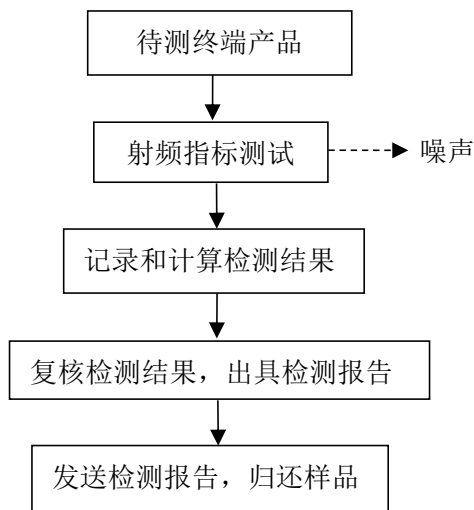 待测终端产品
射频指标测试
噪声
记录和计算检测结果
复核检测结果，出具检测报告
发送检测报告，归还样品